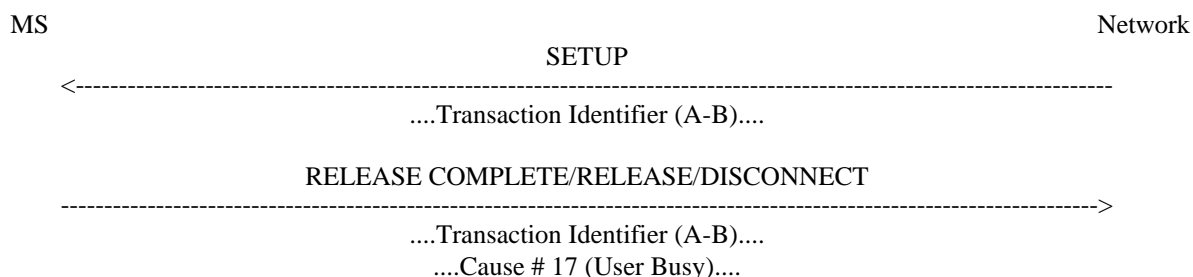 MS Network
SETUP
<------------------------------------------------------------------------------------------------------------------------
....Transaction Identifier (A-B)....
RELEASE COMPLETE/RELEASE/DISCONNECT
------------------------------------------------------------------------------------------------------------------------>
....Transaction Identifier (A-B)....
....Cause # 17 (User Busy)....